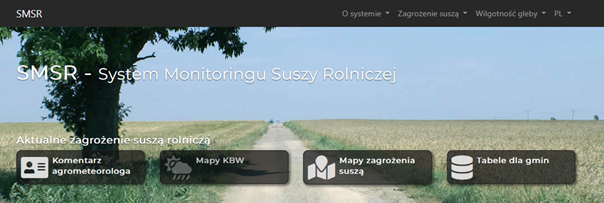 SMSR
O systemie
Zagrożenie suszą
Wilgotność gleby
PL
SMSR - System Monitoringu Suszy Rolniczej
Aktualne zagrożenie suszą rolniczą
Komentarz
agrometeorologa
Mapy KBW
Mapy zagrożenia
suszą
Tabele dla gmin